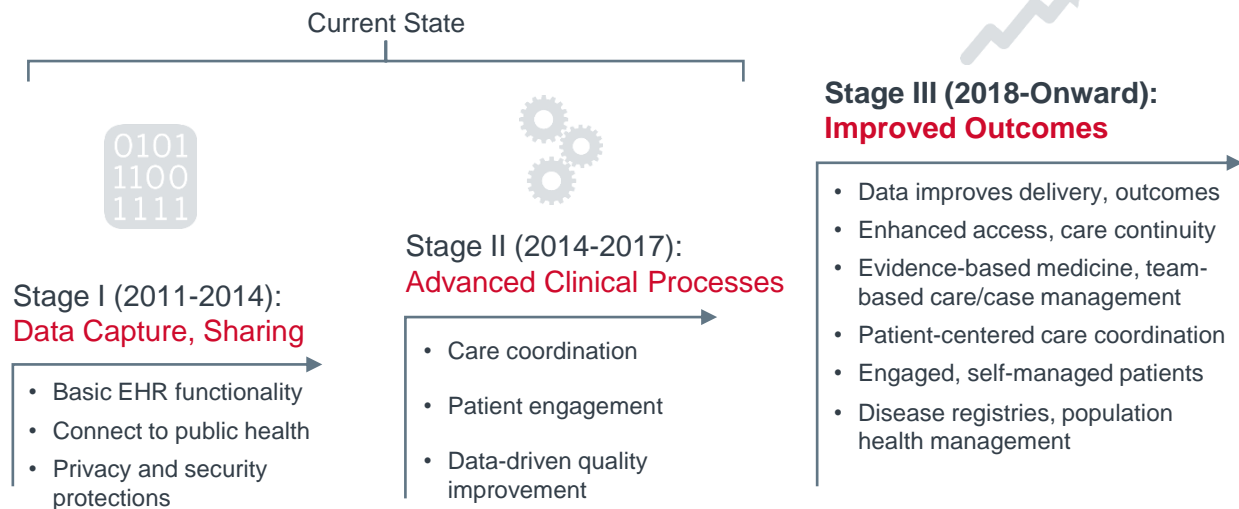 Current State
0101
1100
1111
Stage I (2011-2014):
Data Capture, Sharing
• Basic EHR functionality
• Connect to public health
• Privacy and security
protections
Stage II (2014-2017):
Advanced Clinical Processes
• Care coordination
• Patient engagement
• Data-driven quality
improvement
Stage III (2018-Onward):
Improved Outcomes
• Data improves delivery, outcomes
• Enhanced access, care continuity
• Evidence-based medicine, team-
based care/case management
• Patient-centered care coordination
• Engaged, self-managed patients
• Disease registries, population
health management